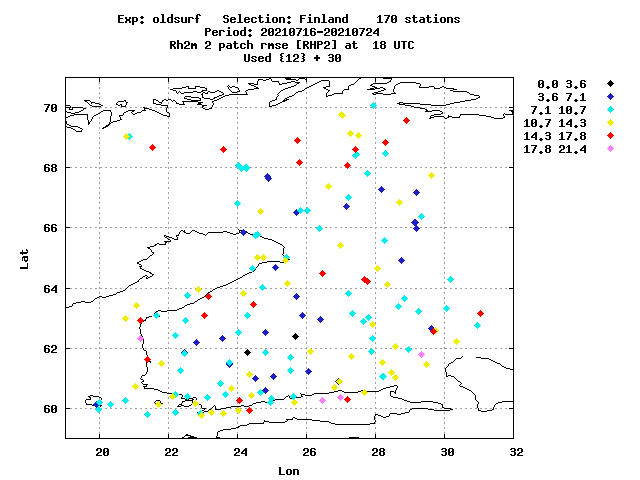 Exp: oldsurf   Selection: Finland    170 stations
Period: 20210716-20210724
Rh2m 2 patch rmse [RHP2] at  18 UTC
Used {12} + 30
0.0 3.6
3.6 7.1
7.1 10.7
10.7 14.3
14.3 17.8
17.8 21.4
70
68
66
64
62
60
Lat
20 22 24 26 28 30 32
Lon